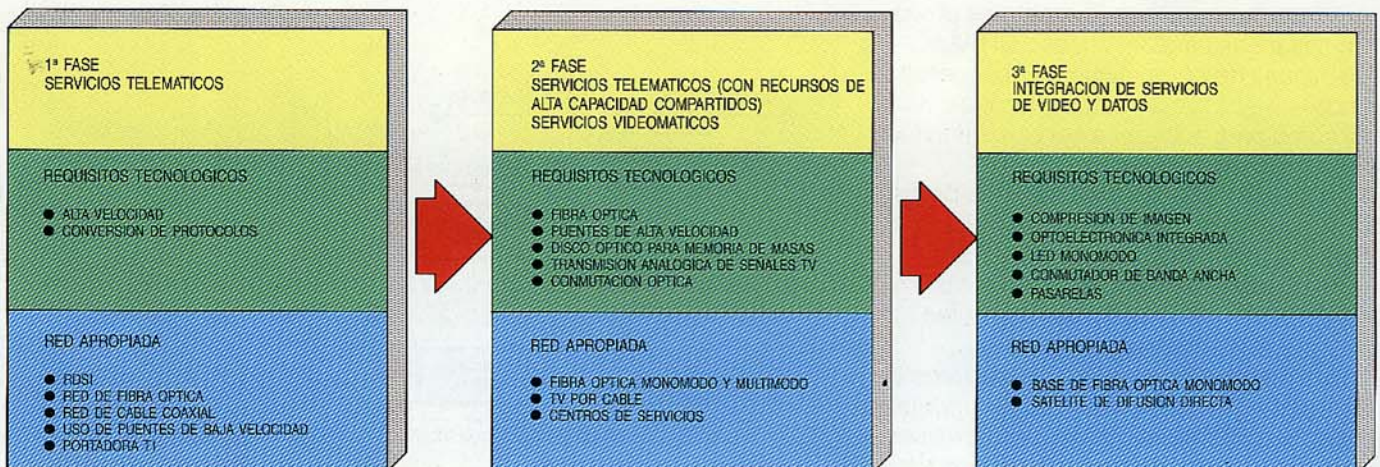 1ª FASE
SERVICIOS TELEMATICOS
REQUISITOS TECNOLOGICOS
● ALTA VELOCIDAD
● CONVERSION DE PROTOCOLOS
RED APROPIADA
● RDSI
● RED DE FIBRA OPTICA
● RED DE CABLE COAXIAL
● USO DE PUENTES DE BAJA VELOCIDAD
● PORTADORA T1
2ª FASE
SERVICIOS TELEMATICOS (CON RECURSOS DE
ALTA CAPACIDAD COMPARTIDOS)
SERVICIOS VIDEOMATICOS
REQUISITOS TECNOLOGICOS
● FIBRA OPTICA
● PUENTES DE ALTA VELOCIDAD
● DISCO OPTICO PARA MEMORIA DE MASAS
● TRANSMISION ANALOGICA DE SEÑALES TV
● CONMUTACION OPTICA
RED APROPIADA
● FIBRA OPTICA MONOMODO Y MULTIMODO
● TV POR CABLE
● CENTROS DE SERVICIOS
3ª FASE
INTEGRACION DE SERVICIOS
DE VIDEO Y DATOS
REQUISITOS TECNOLOGICOS
● COMPRESION DE IMAGEN
● OPTOELECTRONICA INTEGRADA
● LED MONOMODO
● CONMUTADOR DE BANDA ANCHA
● PASARELAS
RED APROPIADA
● BASE DE FIBRA OPTICA MONOMODO
● SATELITE DE DIFUSION DIRECTA